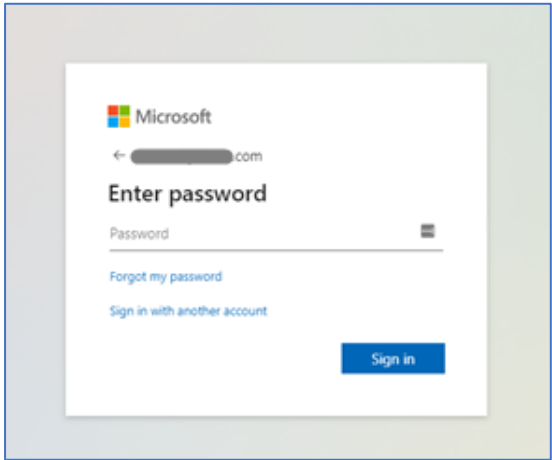 Microsoft
← .com
Enter password
Password
Forgot my password
Sign in with another account
Sign in